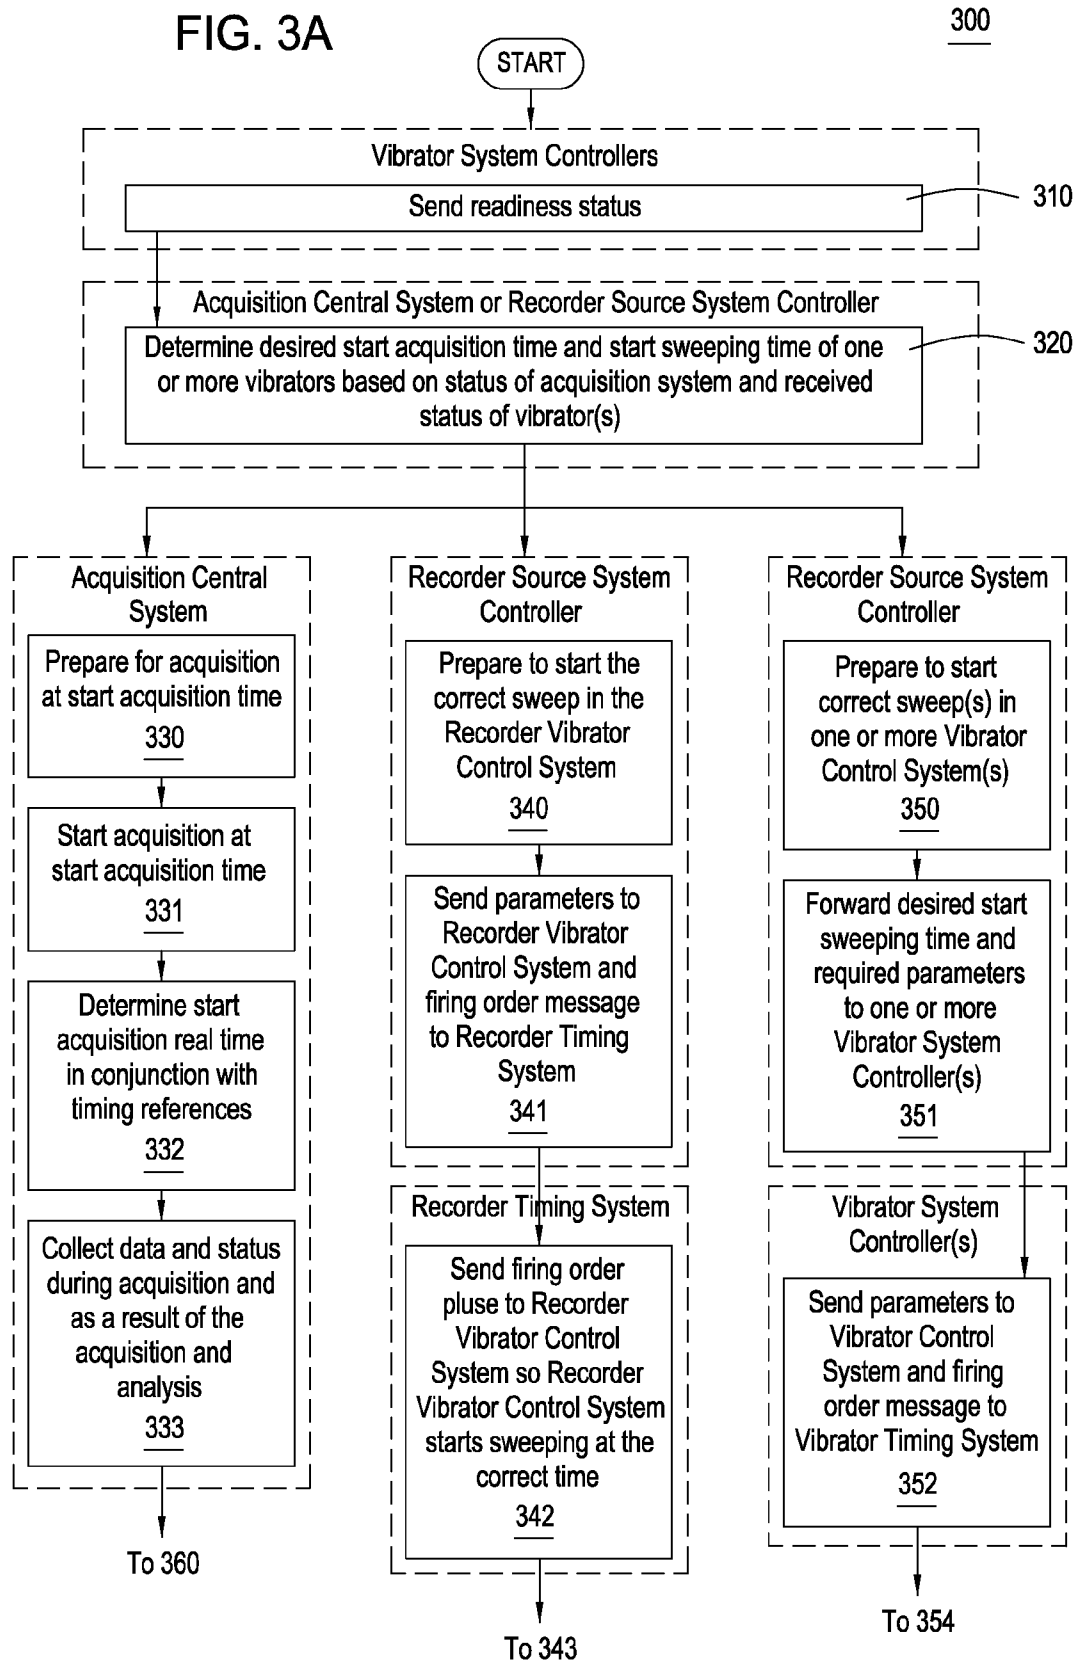 FIG. 3A
300
START
Vibrator System Controllers
Send readiness status
310
Acquisition Central System or Recorder Source System Controller
Determine desired start acquisition time and start sweeping time of one
or more vibrators based on status of acquisition system and received
status of vibrator(s)
320
Acquisition Central
System
Prepare for acquisition
at start acquisition time
330
Start acquisition at
start acquisition time
331
Determine start
acquisition real time
in conjunction with
timing references
332
Collect data and status
during acquisition and
as a result of the
acquisition and
analysis
333
To 360
Recorder Source System
Controller
Prepare to start the
correct sweep in the
Recorder Vibrator
Control System
340
Send parameters to
Recorder Vibrator
Control System and
firing order message
to Recorder Timing
System
341
Recorder Timing System
Send firing order
pluse to Recorder
Vibrator Control
System so Recorder
Vibrator Control System
starts sweeping at the
correct time
342
To 343
Recorder Source System
Controller
Prepare to start
correct sweep(s) in
one or more Vibrator
Control System(s)
350
Forward desired start
sweeping time and
required parameters
to one or more
Vibrator System
Controller(s)
351
Vibrator System
Controller(s)
Send parameters to
Vibrator Control
System and firing
order message to
Vibrator Timing System
352
To 354